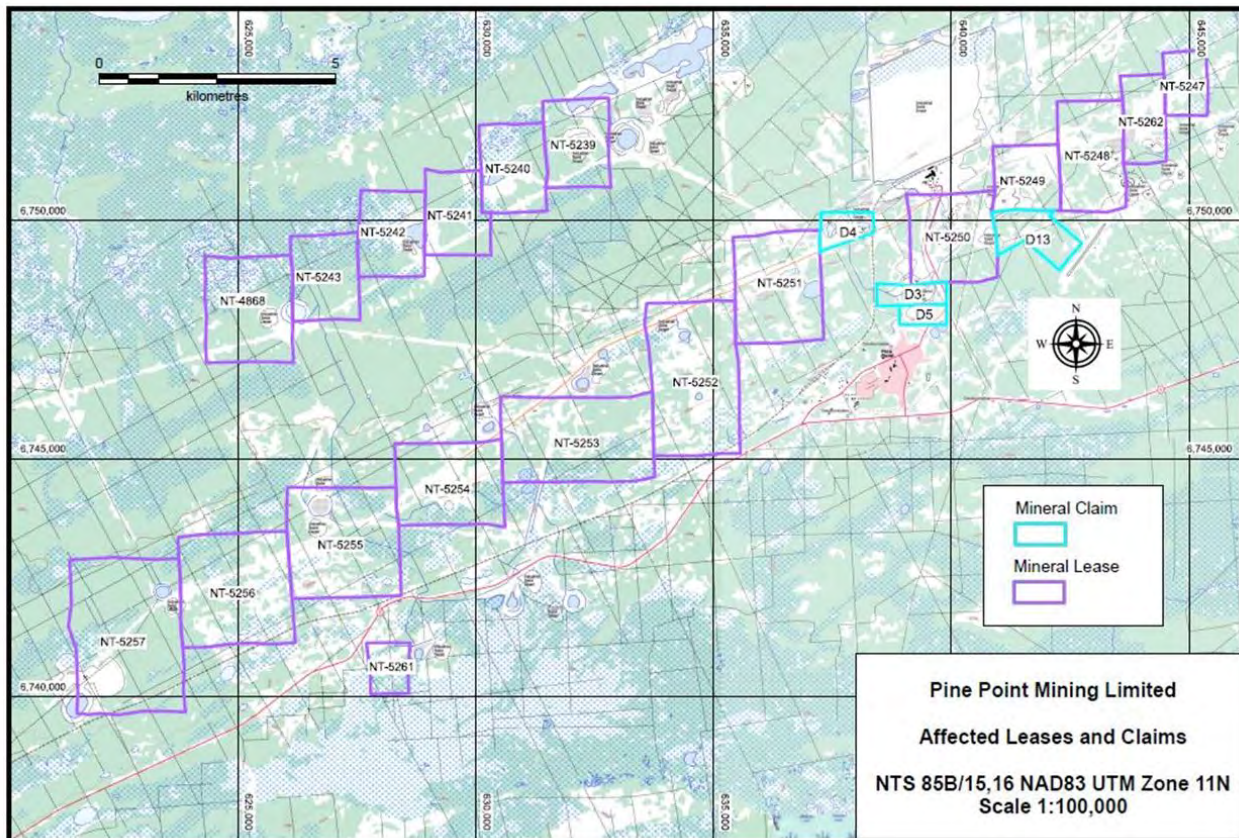 625,000
630,000
635,000
640,000
645,000
0
5
kilometres
NT-5247
NT-5262
NT-5239
NT-5248
NT-5240
NT-5249
NT-5241
6,750,000
6,750,000
NT-5242
D4
NT-5250
D13
NT-5243
NT-5251
NT-4868
D3
D5
N
W
E
S
NT-5252
NT-5253
6,745,000
6,745,000
NT-5254
Mineral Claim
NT-5255
Mineral Lease
NT-5256
NT-5257
NT-5261
6,740,000
Pine Point Mining Limited
Affected Leases and Claims
NTS 85B/15,16 NAD83 UTM Zone 11N
Scale 1:100,000
625,000
630,000
635,000